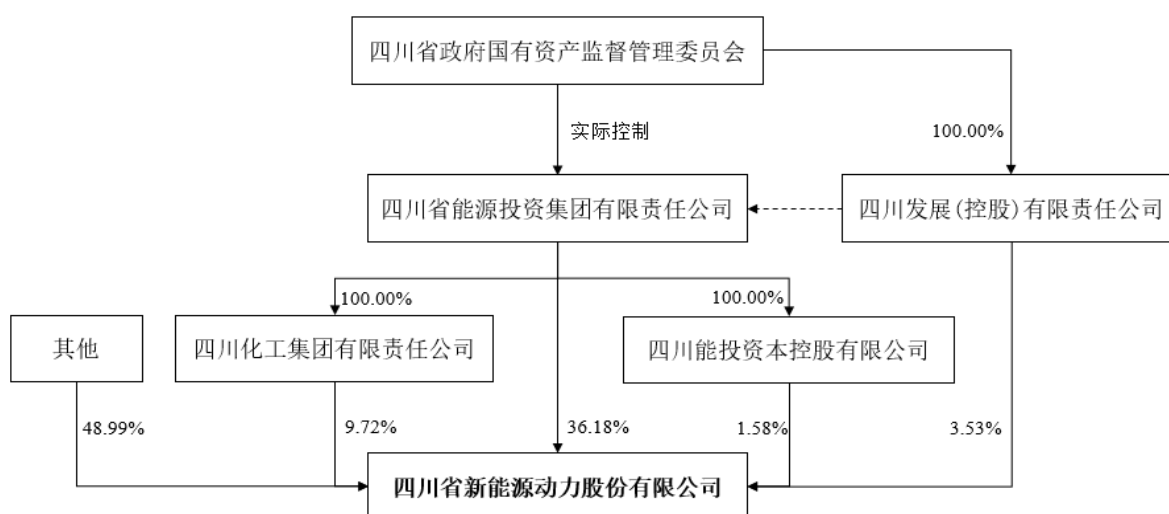 四川省政府国有资产监督管理委员会
实际控制
100.00%
四川省能源投资集团有限责任公司
四川发展(控股)有限责任公司
100.00%
100.00%
其他
四川化工集团有限责任公司
四川能投资本控股有限公司
48.99%
9.72%
36.18%
1.58%
3.53%
四川省新能源动力股份有限公司